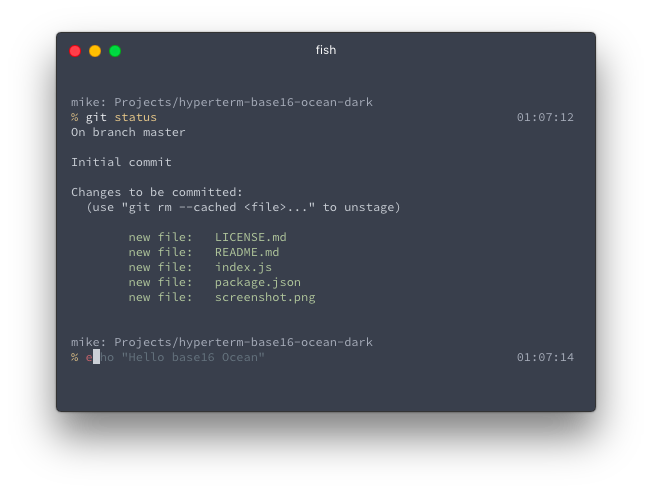 fish
mike: Projects/hyperterm-base16-ocean-dark
% git status 01:07:12
On branch master
Initial commit
Changes to be committed:
(use "git rm --cached <file>..." to unstage)
new file: LICENSE.md
new file: README.md
new file: index.js
new file: package.json
new file: screenshot.png
mike: Projects/hyperterm-base16-ocean-dark
% echo "Hello base16 Ocean" 01:07:14